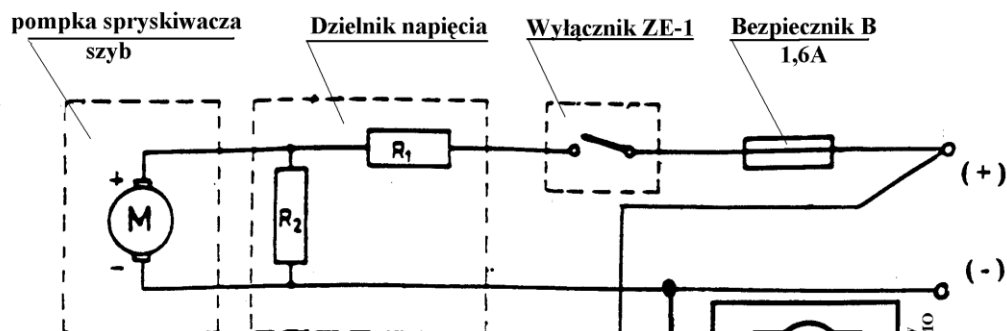 pompka spryskiwacza
szyb
Dzielnik napięcia
Wyłącznik ZE-1
Bezpiecznik B
1,6A
R1
(+)
+
M
R2
-
(-)